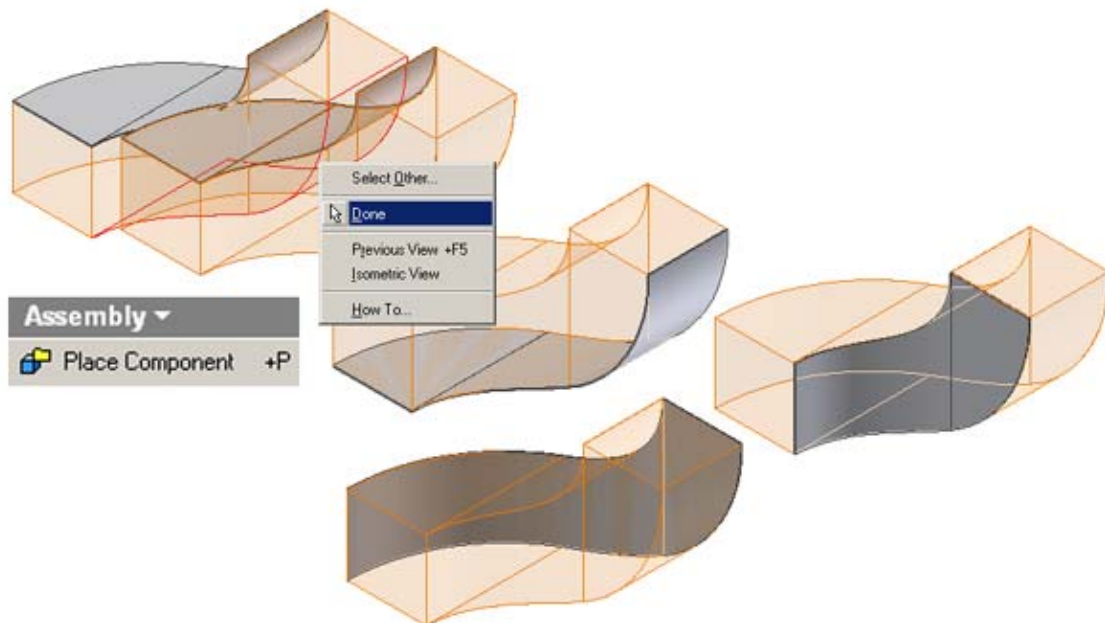 Select Other...
Done
Previous View +F5
Isometric View
How To...
Assembly
Place Component +P